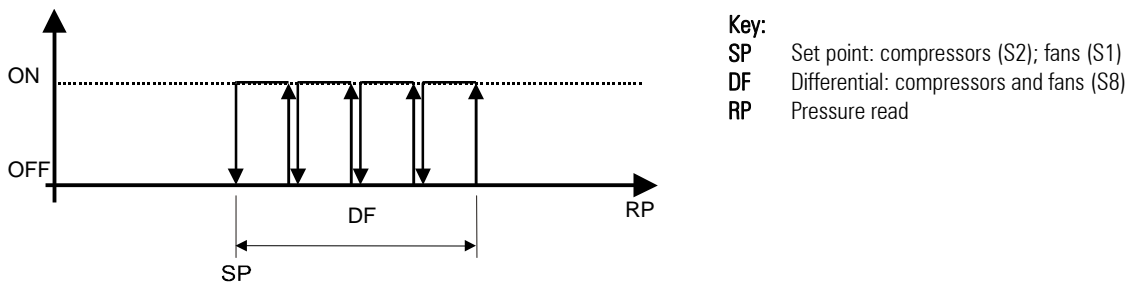 ON
OFF
DF
RP
SP
Key:
SP Set point: compressors (S2); fans (S1)
DF Differential: compressors and fans (S8)
RP Pressure read